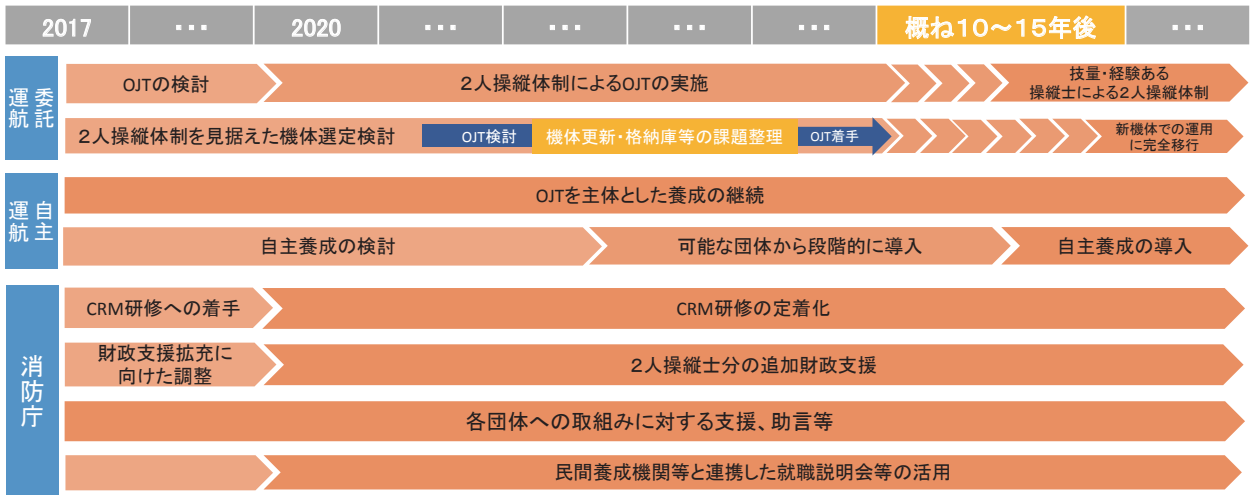 2017 ･･･ 2020 ･･･ ･･･ ･･･ ･･･ 概ね１０～１５年後 ･･･
委託運航
OJTの検討
２人操縦体制によるOJTの実施
技量・経験ある
操縦士による２人操縦体制
２人操縦体制を見据えた機体選定検討
OJT検討
機体更新・格納庫等の課題整理
OJT着手
新機体での運用
に完全移行
自主運航
OJTを主体とした養成の継続
自主養成の検討
可能な団体から段階的に導入
自主養成の導入
消防庁
CRM研修への着手
CRM研修の定着化
財政支援拡充に
向けた調整
２人操縦士分の追加財政支援
各団体への取組みに対する支援、助言等
民間養成機関等と連携した就職説明会等の活用